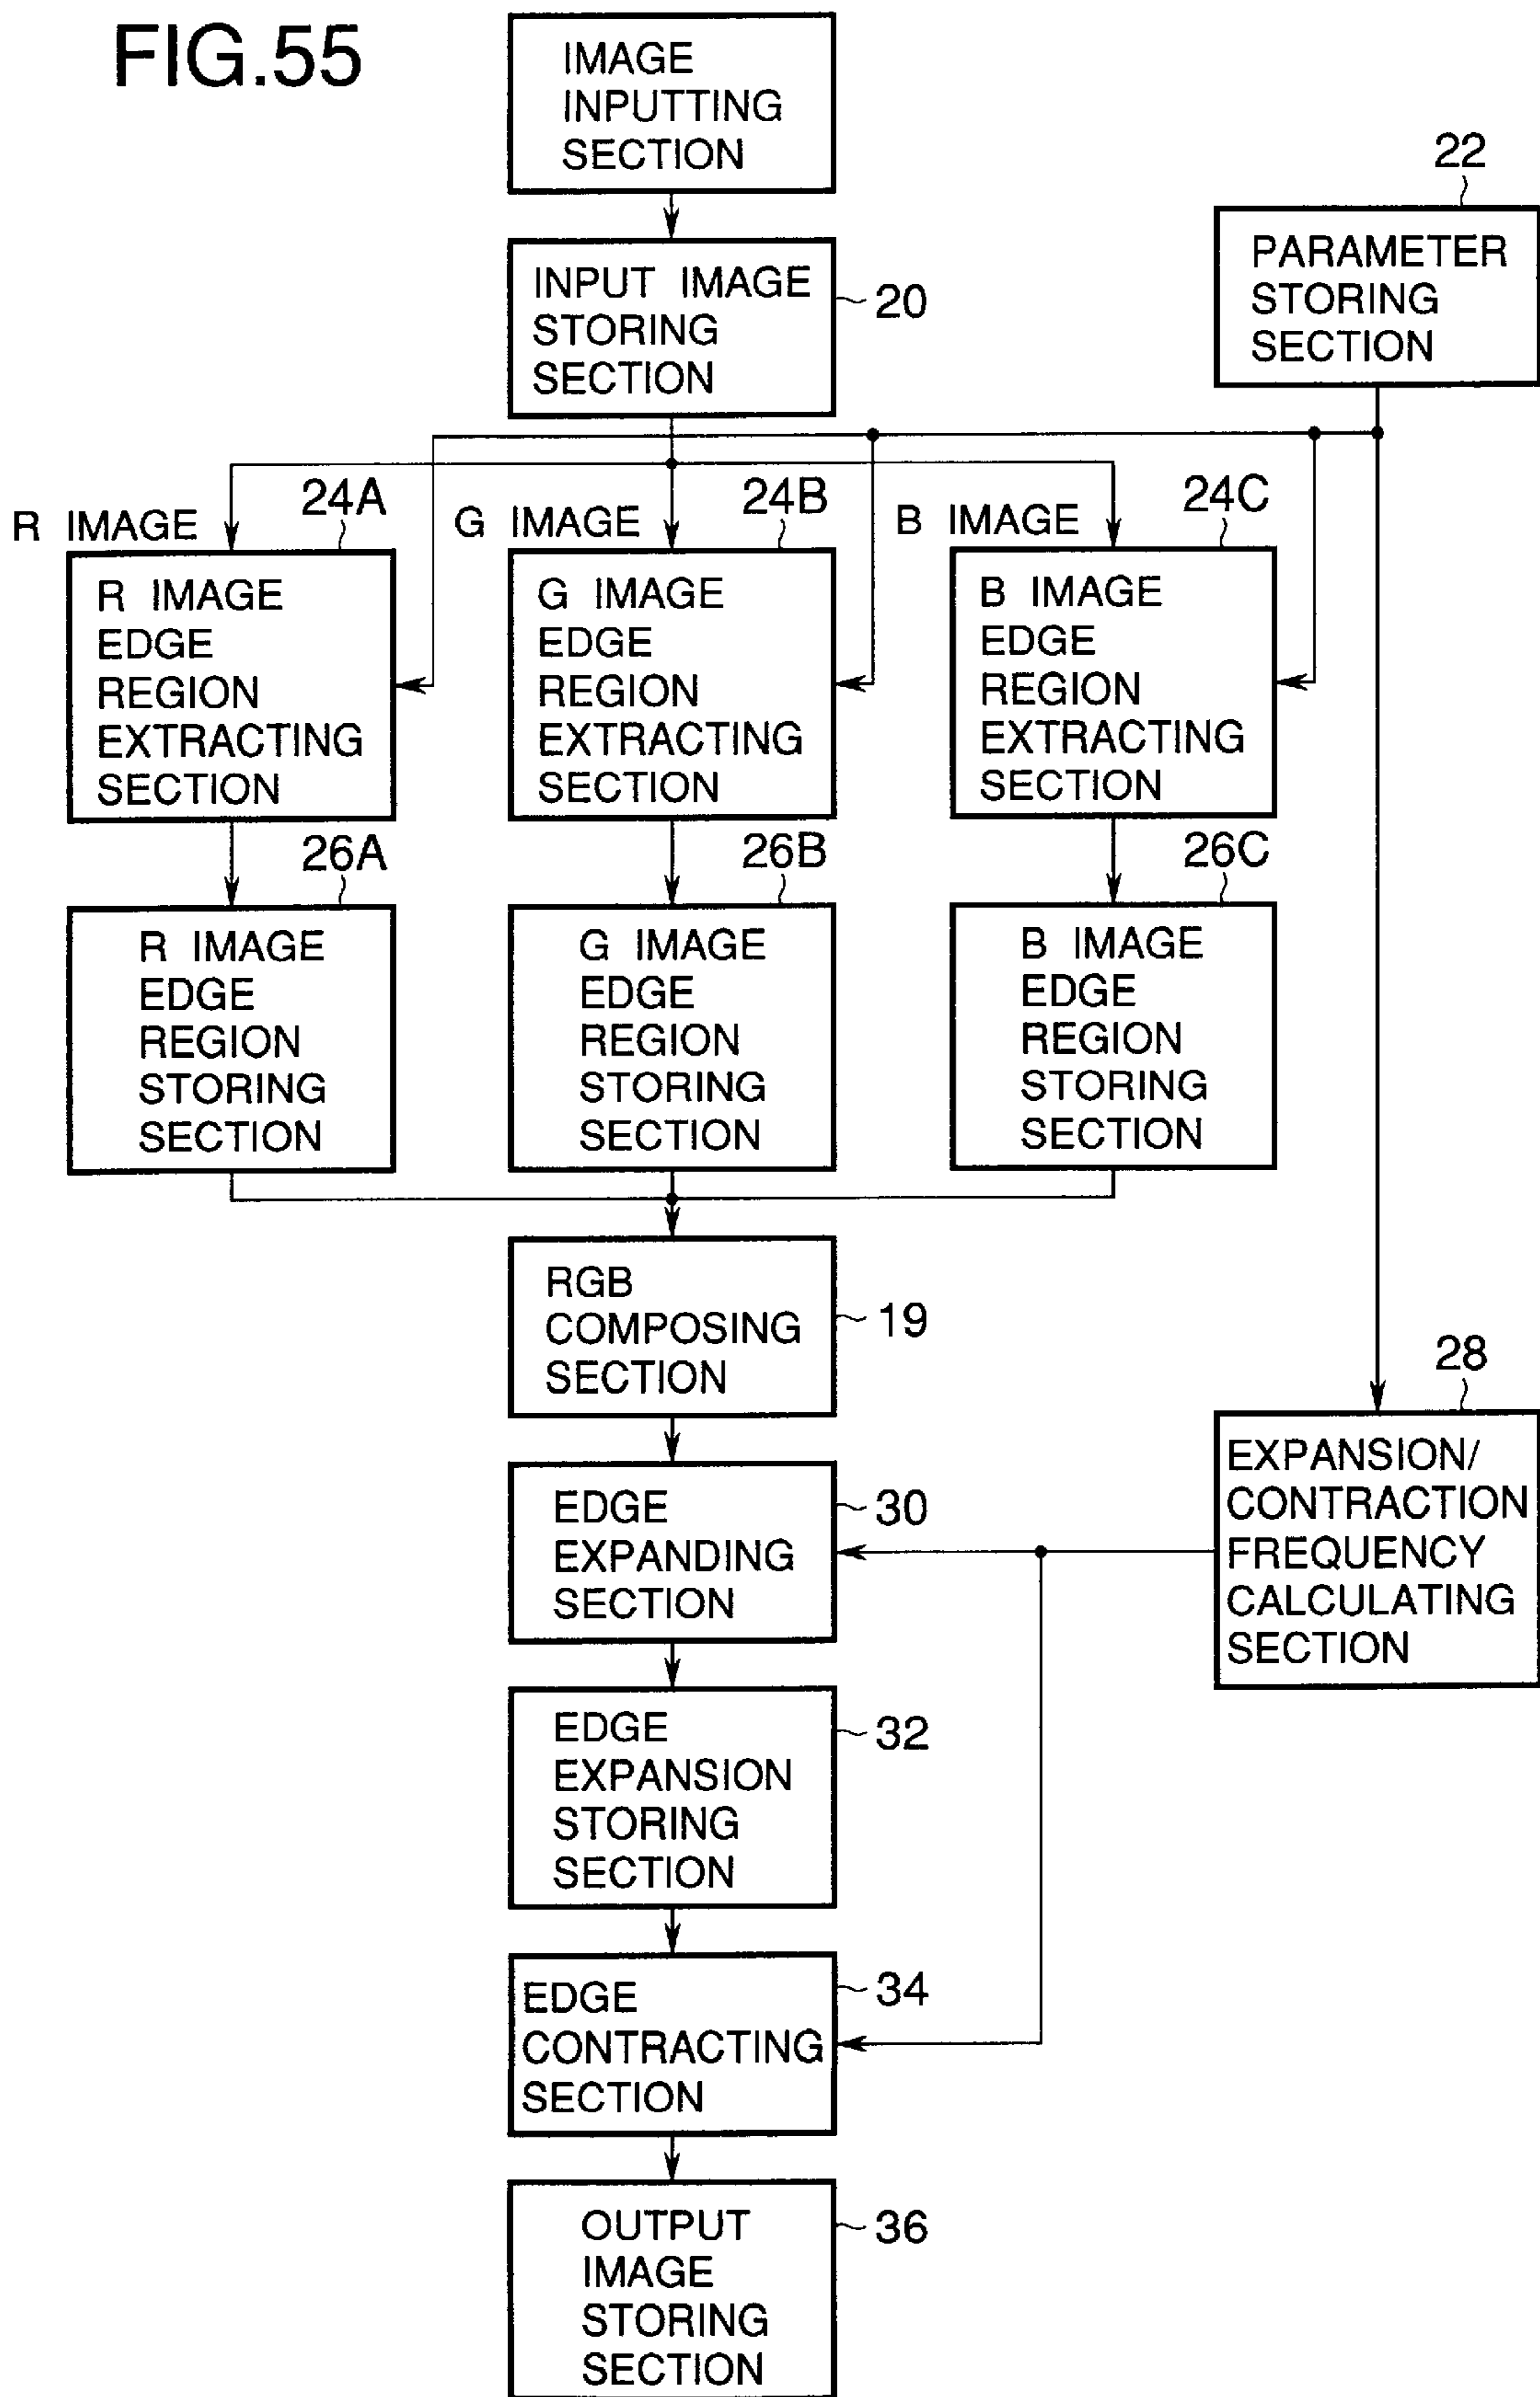 FIG.55
IMAGE
INPUTTING
SECTION
22
PARAMETER
STORING
SECTION
INPUT IMAGE
STORING
SECTION
20
R IMAGE
24A
G IMAGE
24B
B IMAGE
24C
R IMAGE
EDGE
REGION
EXTRACTING
SECTION
G IMAGE
EDGE
REGION
EXTRACTING
SECTION
B IMAGE
EDGE
REGION
EXTRACTING
SECTION
26A
26B
26C
R IMAGE
EDGE
REGION
STORING
SECTION
G IMAGE
EDGE
REGION
STORING
SECTION
B IMAGE
EDGE
REGION
STORING
SECTION
RGB
COMPOSING
SECTION
19
28
EXPANSION/
CONTRACTION
FREQUENCY
CALCULATING
SECTION
EDGE
EXPANDING
SECTION
30
EDGE
EXPANSION
STORING
SECTION
32
EDGE
CONTRACTING
SECTION
34
OUTPUT
IMAGE
STORING
SECTION
36